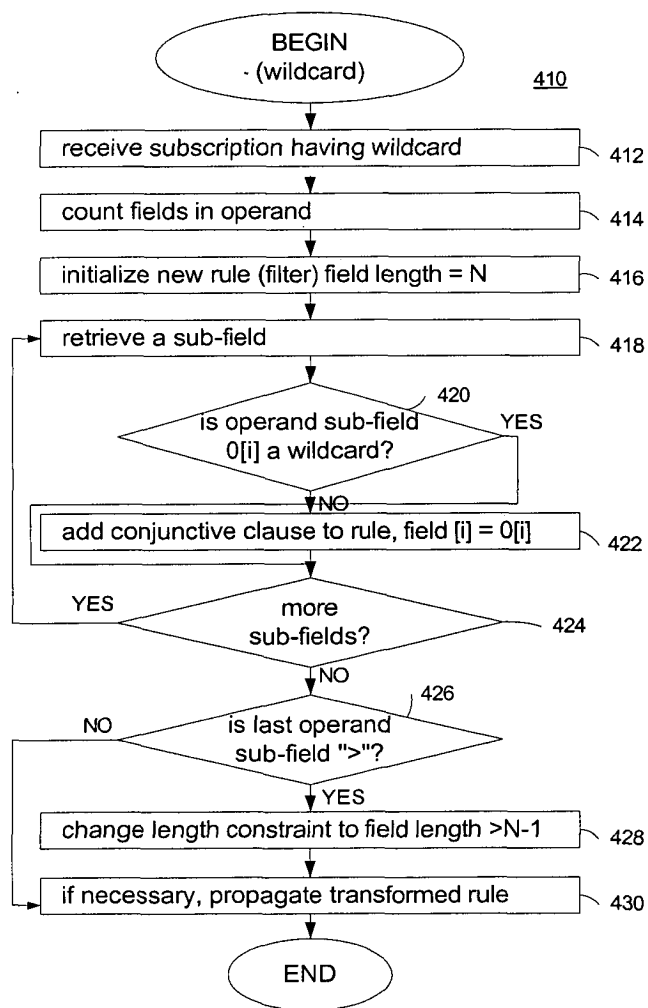 BEGIN
- (wildcard)
410
receive subscription having wildcard
412
count fields in operand
414
initialize new rule (filter) field length = N
416
retrieve a sub-field
418
420
is operand sub-field
0[i] a wildcard?
YES
NO
add conjunctive clause to rule, field [i] = 0[i]
422
YES
more
sub-fields?
424
NO
426
NO
is last operand
sub-field ">"?
YES
change length constraint to field length >N-1
428
if necessary, propagate transformed rule
430
END